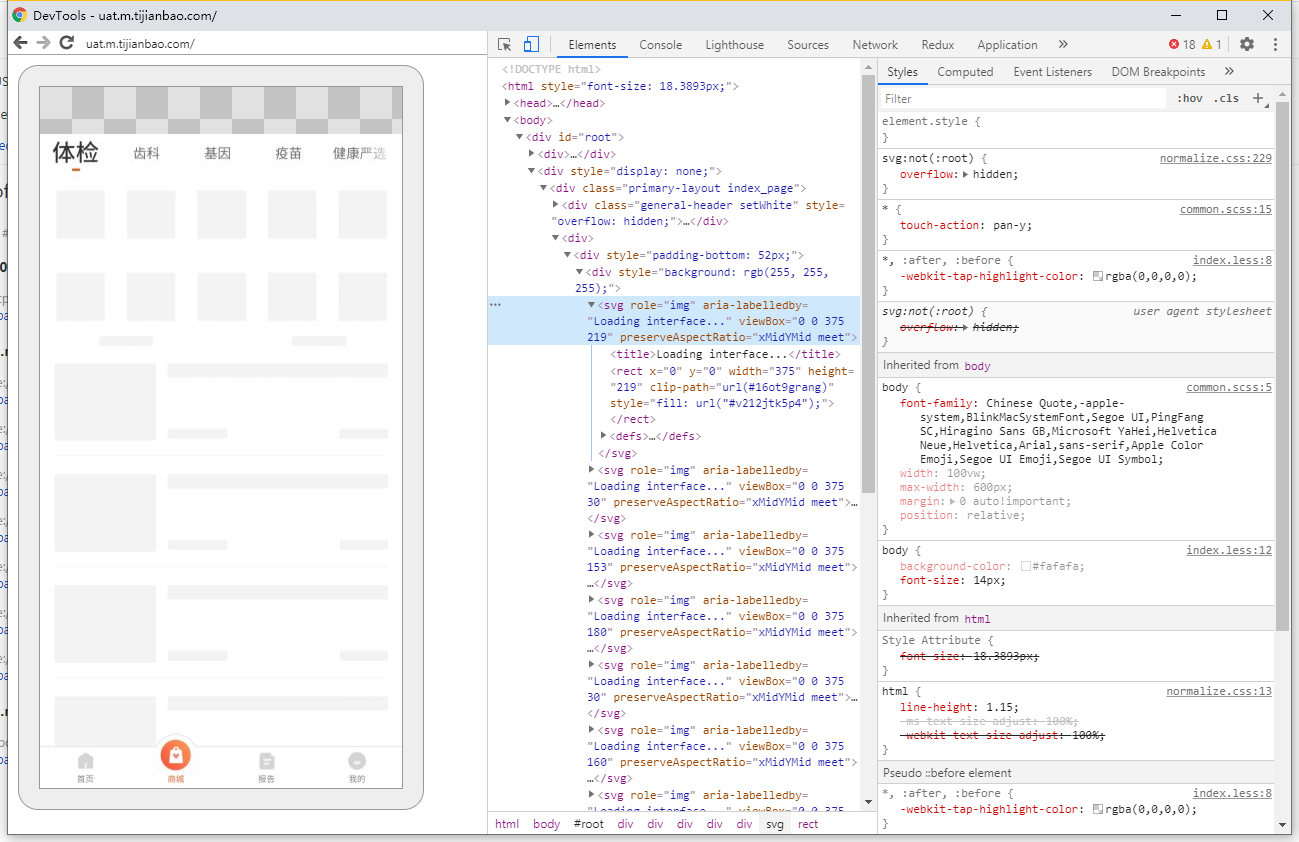 DevTools - uat.m.tijianbao.com/
uat.m.tijianbao.com/
体检 齿科 基因 疫苗 健康严选
首页 商城 报告 我的
Elements Console Lighthouse Sources Network Redux Application » 18 1
<!DOCTYPE html>
<html style="font-size: 18.3893px;">
<head>…</head>
<body>
<div id="root">
<div>…</div>
<div style="display: none;">
<div class="primary-layout index_page">
<div class="general-header setWhite" style=
"overflow: hidden;">…</div>
<div>
<div style="padding-bottom: 52px;">
<div style="background: rgb(255, 255,
255);">
<svg role="img" aria-labelledby=
"Loading interface..." viewBox="0 0 375
219" preserveAspectRatio="xMidYMid meet">
<title>Loading interface...</title>
<rect x="0" y="0" width="375" height=
"219" clip-path="url(#16ot9grang)"
style="fill: url("#v212jtk5p4");">
</rect>
<defs>…</defs>
</svg>
<svg role="img" aria-labelledby=
"Loading interface..." viewBox="0 0 375
30" preserveAspectRatio="xMidYMid meet">…
</svg>
<svg role="img" aria-labelledby=
"Loading interface..." viewBox="0 0 375
153" preserveAspectRatio="xMidYMid meet">
…</svg>
<svg role="img" aria-labelledby=
"Loading interface..." viewBox="0 0 375
180" preserveAspectRatio="xMidYMid meet">
…</svg>
<svg role="img" aria-labelledby=
"Loading interface..." viewBox="0 0 375
30" preserveAspectRatio="xMidYMid meet">…
</svg>
<svg role="img" aria-labelledby=
"Loading interface..." viewBox="0 0 375
160" preserveAspectRatio="xMidYMid meet">
…</svg>
<svg role="img" aria-labelledby=
"Loading interface..." viewBox="0 0 375
html body #root div div div div div svg rect
Styles Computed Event Listeners DOM Breakpoints »
Filter :hov .cls +
element.style {
}
svg:not(:root) { normalize.css:229
overflow: hidden;
}
* { common.scss:15
touch-action: pan-y;
}
*, :after, :before { index.less:8
-webkit-tap-highlight-color: rgba(0,0,0,0);
}
svg:not(:root) { user agent stylesheet
overflow: hidden;
}
Inherited from body
body { common.scss:5
font-family: Chinese Quote,-apple-
system,BlinkMacSystemFont,Segoe UI,PingFang
SC,Hiragino Sans GB,Microsoft YaHei,Helvetica
Neue,Helvetica,Arial,sans-serif,Apple Color
Emoji,Segoe UI Emoji,Segoe UI Symbol;
width: 100vw;
max-width: 600px;
margin: 0 auto!important;
position: relative;
}
body { index.less:12
background-color: #fafafa;
font-size: 14px;
}
Inherited from html
Style Attribute {
font-size: 18.3893px;
}
html { normalize.css:13
line-height: 1.15;
-ms-text-size-adjust: 100%;
-webkit-text-size-adjust: 100%;
}
Pseudo ::before element
*, :after, :before { index.less:8
-webkit-tap-highlight-color: rgba(0,0,0,0);
}